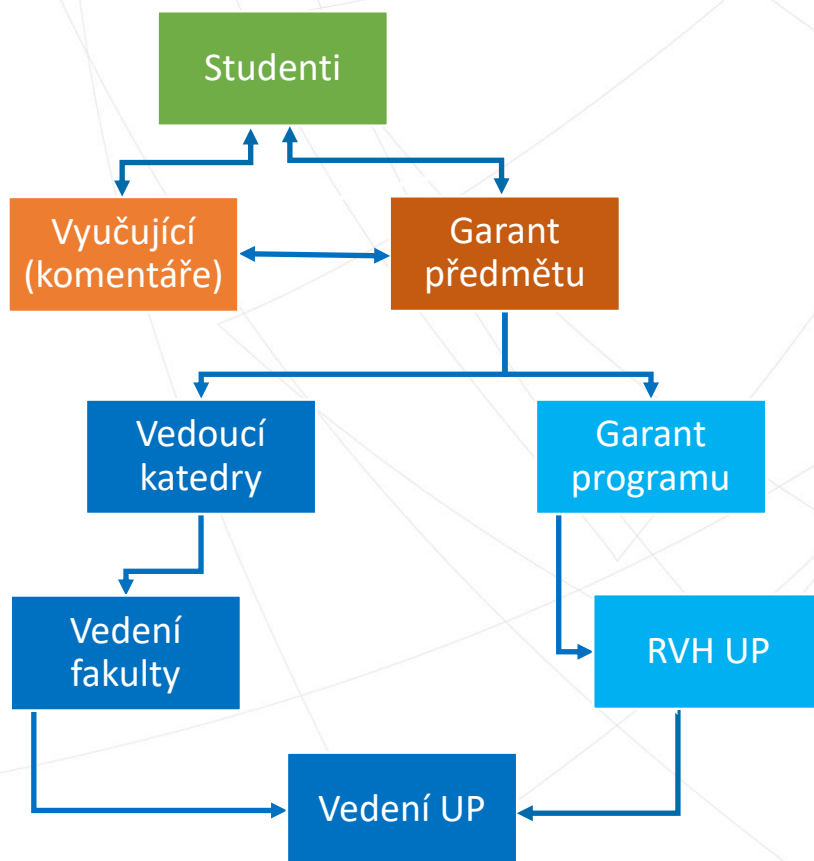 Studenti
Vyučující
(komentáře)
Garant
předmětu
Vedoucí
katedry
Garant
programu
Vedení
fakulty
RVH UP
Vedení UP